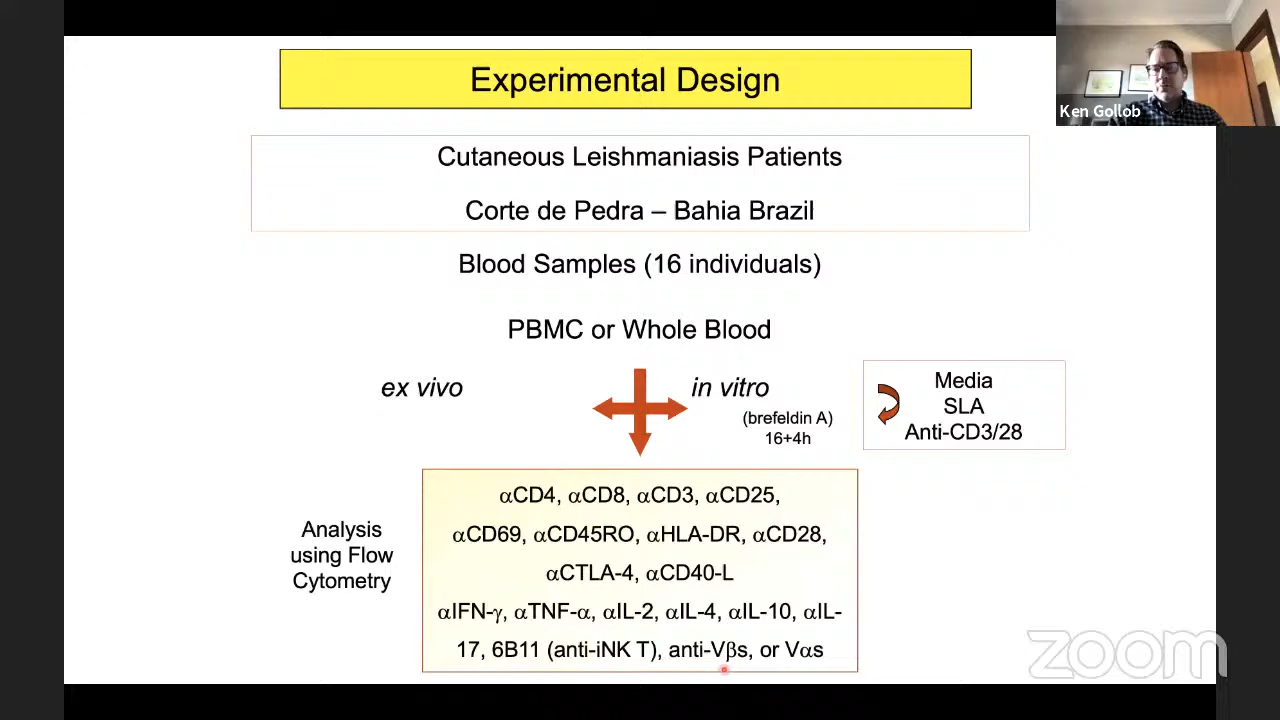 Experimental Design
Ken Gollob
Cutaneous Leishmaniasis Patients
Corte de Pedra – Bahia Brazil
Blood Samples (16 individuals)
PBMC or Whole Blood
ex vivo
in vitro
(brefeldin A)
16+4h
Media
SLA
Anti-CD3/28
Analysis
using Flow
Cytometry
αCD4, αCD8, αCD3, αCD25,
αCD69, αCD45RO, αHLA-DR, αCD28,
αCTLA-4, αCD40-L
αIFN-γ, αTNF-α, αIL-2, αIL-4, αIL-10, αIL-
17, 6B11 (anti-iNK T), anti-Vβs, or Vαs
zoom